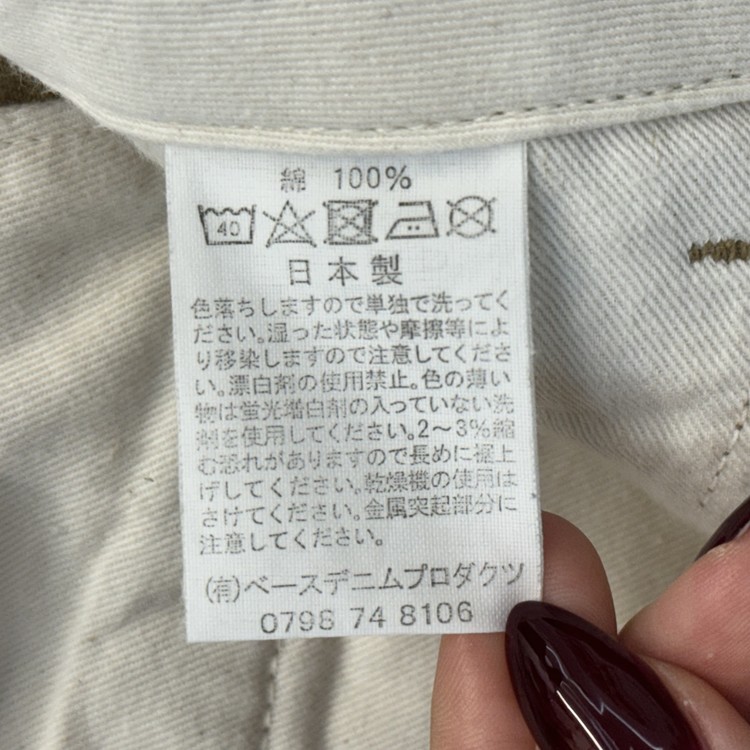 綿 100%
40
日本製
色落ちしますので単独で洗ってく
ださい。湿った状態や摩擦等によ
り移染しますので注意してくださ
い。漂白剤の使用禁止。色の薄い
物は蛍光増白剤の入っていない洗
剤を使用してください。2～3%縮
む恐れがありますので長めに裾上
げしてください。乾燥機の使用は
さけてください。金属突起部分に
注意してください。
(有)ベースデニムプロダクツ
0798 74 8106